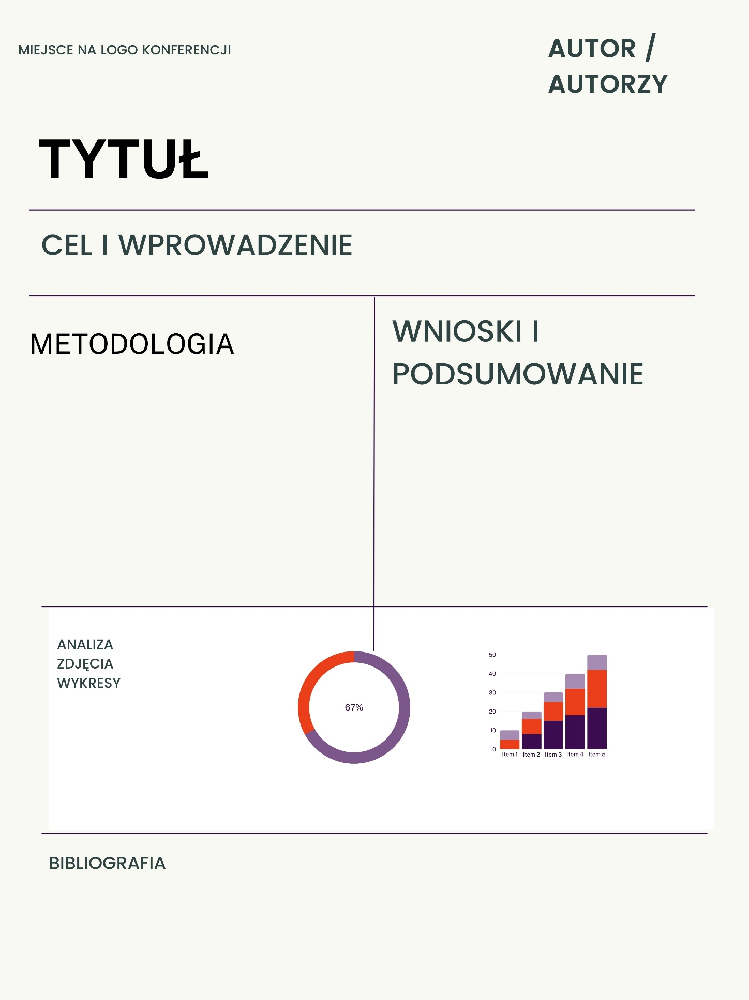 MIEJSCE NA LOGO KONFERENCJI
AUTOR /
AUTORZY
TYTUŁ
CEL I WPROWADZENIE
METODOLOGIA
WNIOSKI I
PODSUMOWANIE
ANALIZA
ZDJĘCIA
WYKRESY
67%
50
40
30
20
10
0
Item 1 Item 2 Item 3 Item 4 Item 5
BIBLIOGRAFIA